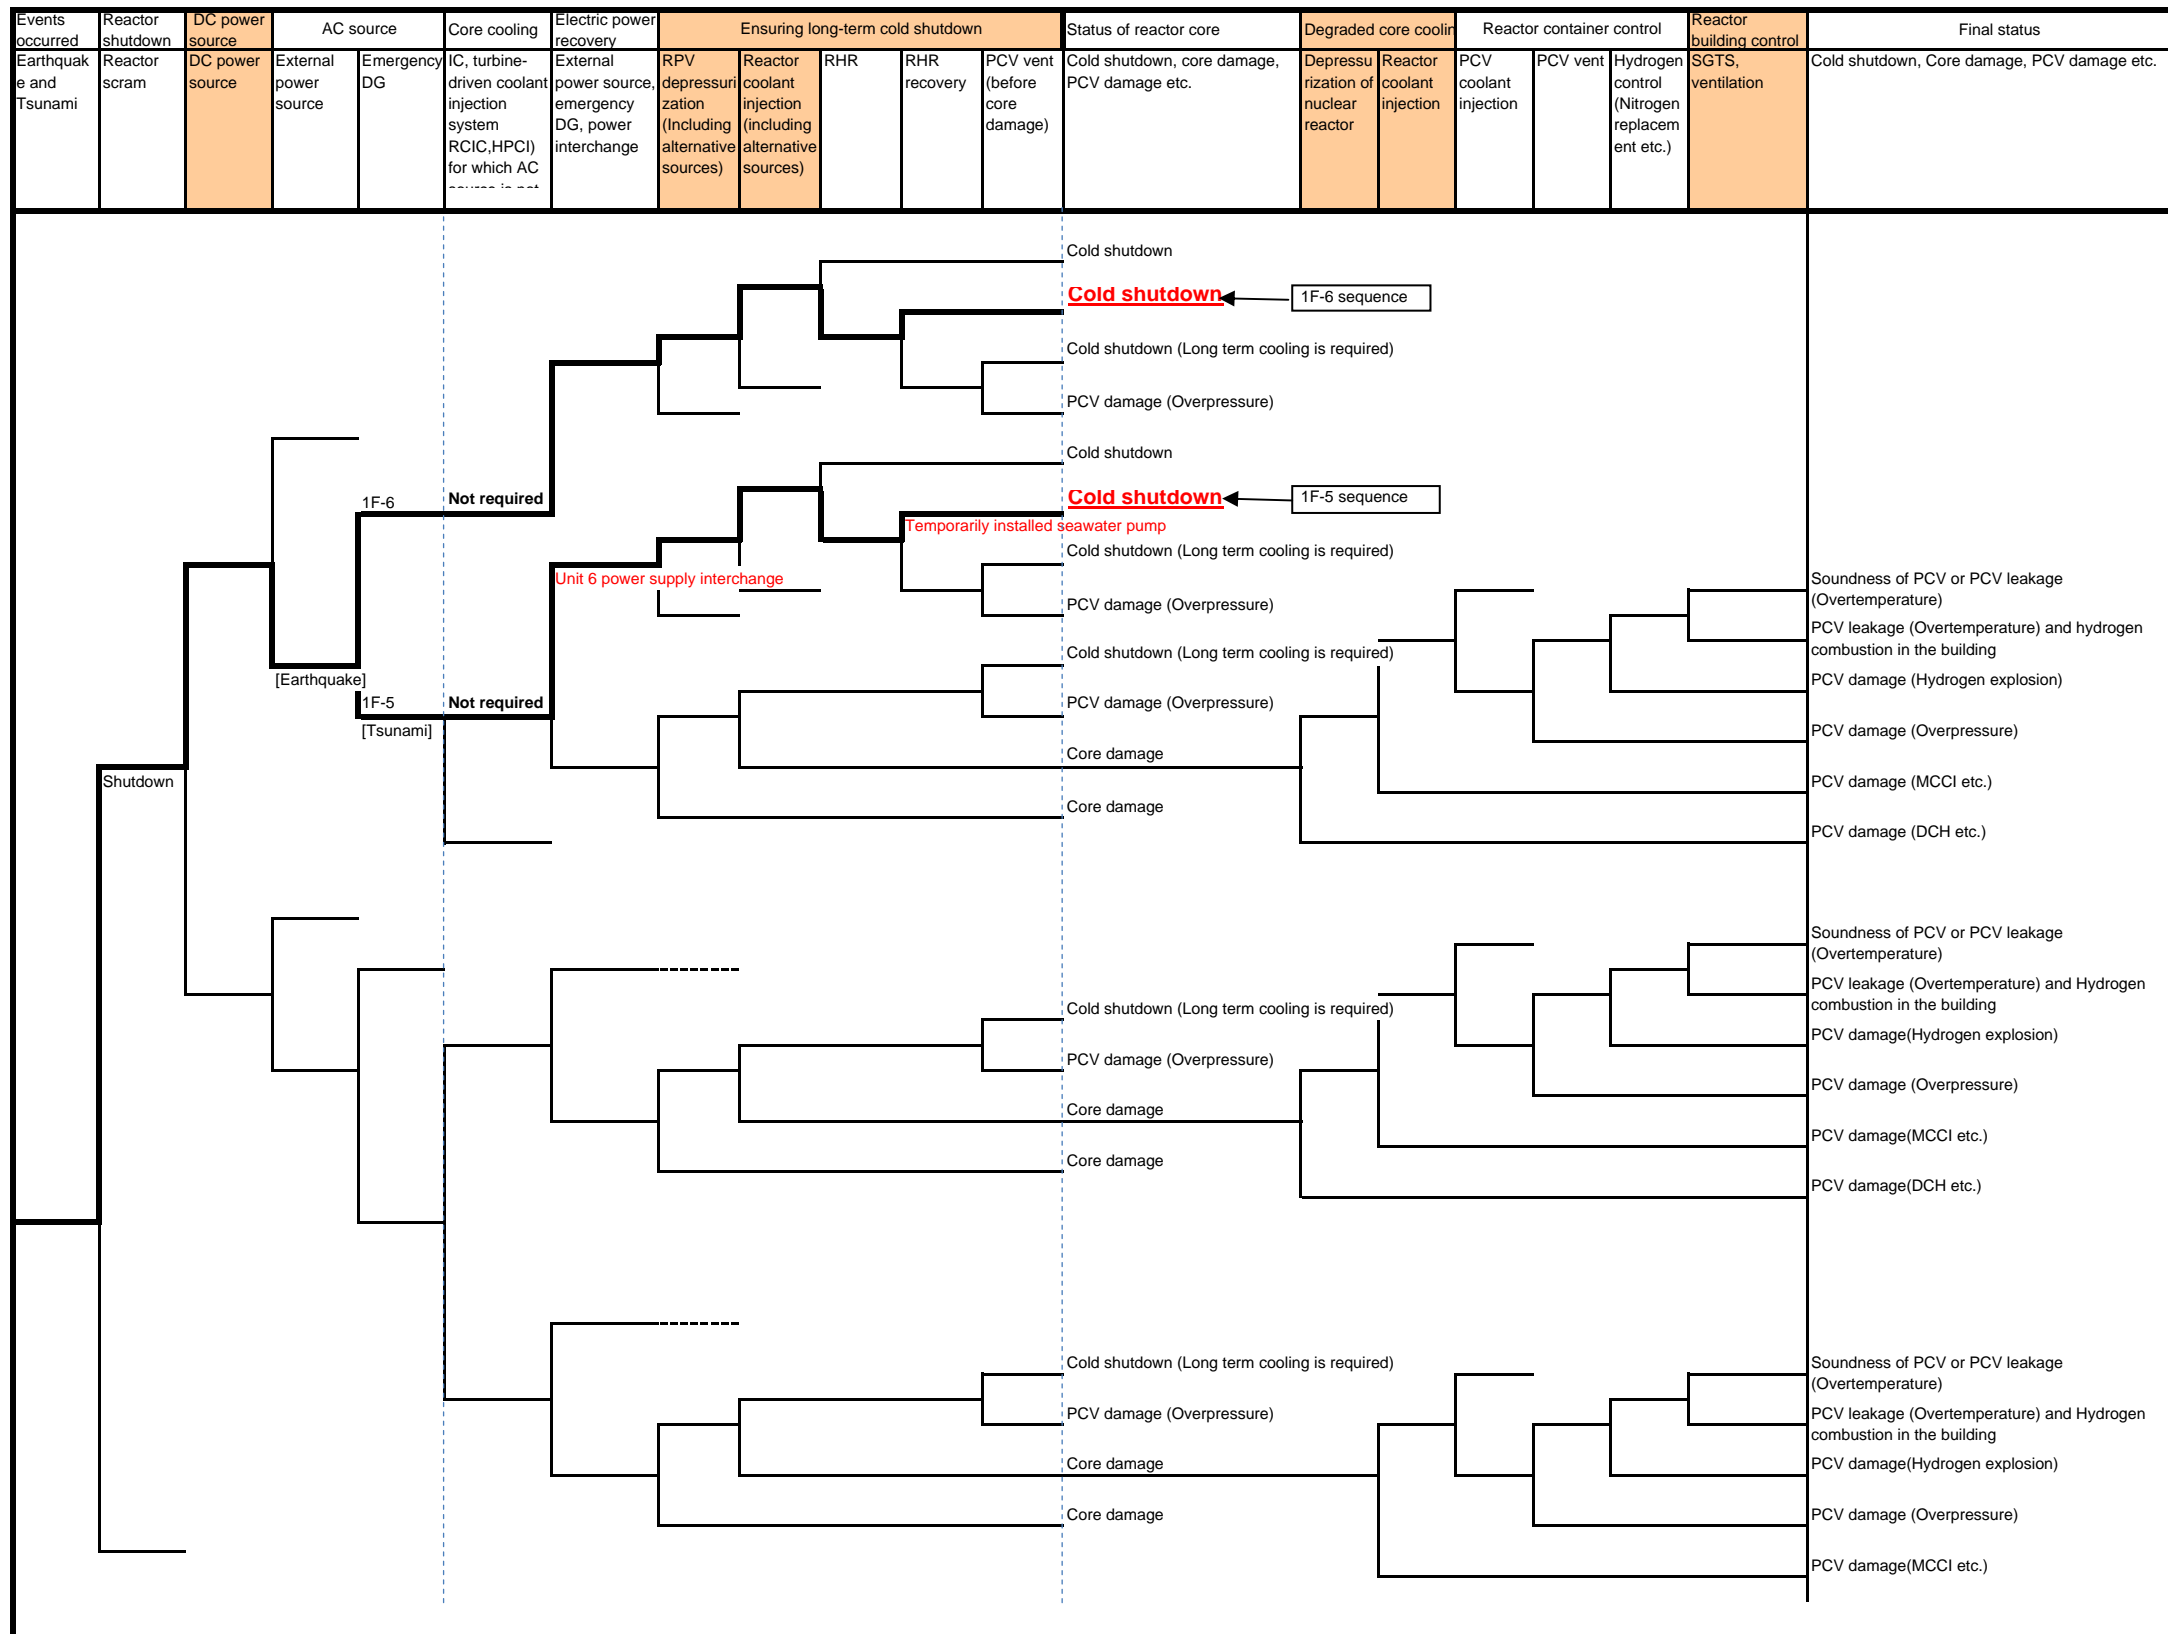 Events occurred
Reactor shutdown
DC power source
AC source
Core cooling
Electric power recovery
Ensuring long-term cold shutdown
Status of reactor core
Degraded core coolin
Reactor container control
Reactor building control
Final status
Earthquak
e and
Tsunami
Reactor
scram
DC power
source
External
power
source
Emergency
DG
IC, turbine-
driven coolant
injection
system
RCIC,HPCI)
for which AC
source is not
External
power source,
emergency
DG, power
interchange
RPV
depressuri
zation
(Including
alternative
sources)
Reactor
coolant
injection
(including
alternative
sources)
RHR
RHR
recovery
PCV vent
(before
core
damage)
Cold shutdown, core damage,
PCV damage etc.
Depressu
rization of
nuclear
reactor
Reactor
coolant
injection
PCV
coolant
injection
PCV vent
Hydrogen
control
(Nitrogen
replacem
ent etc.)
SGTS,
ventilation
Cold shutdown, Core damage, PCV damage etc.
Cold shutdown
Cold shutdown
1F-6 sequence
Cold shutdown (Long term cooling is required)
PCV damage (Overpressure)
Cold shutdown
1F-6
Not required
Cold shutdown
1F-5 sequence
Temporarily installed seawater pump
Cold shutdown (Long term cooling is required)
Unit 6 power supply interchange
Soundness of PCV or PCV leakage
(Overtemperature)
PCV damage (Overpressure)
PCV leakage (Overtemperature) and hydrogen
combustion in the building
Cold shutdown (Long term cooling is required)
[Earthquake]
PCV damage (Hydrogen explosion)
1F-5
Not required
PCV damage (Overpressure)
[Tsunami]
PCV damage (Overpressure)
Core damage
Shutdown
PCV damage (MCCI etc.)
Core damage
PCV damage (DCH etc.)
Soundness of PCV or PCV leakage
(Overtemperature)
PCV leakage (Overtemperature) and Hydrogen
combustion in the building
Cold shutdown (Long term cooling is required)
PCV damage(Hydrogen explosion)
PCV damage (Overpressure)
PCV damage (Overpressure)
Core damage
PCV damage(MCCI etc.)
Core damage
PCV damage(DCH etc.)
Cold shutdown (Long term cooling is required)
Soundness of PCV or PCV leakage
(Overtemperature)
PCV damage (Overpressure)
PCV leakage (Overtemperature) and Hydrogen
combustion in the building
Core damage
PCV damage(Hydrogen explosion)
Core damage
PCV damage (Overpressure)
PCV damage(MCCI etc.)